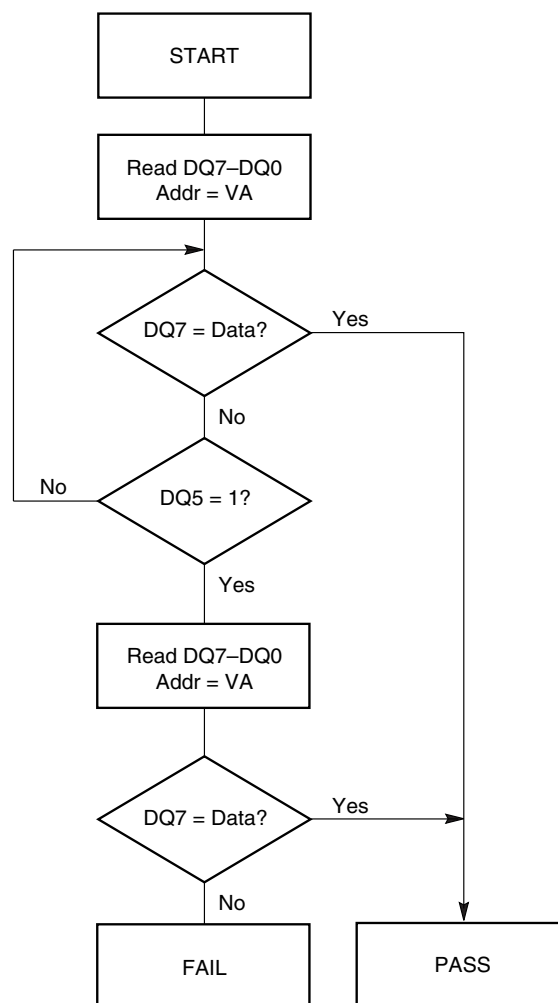 START
Read DQ7–DQ0
Addr = VA
DQ7 = Data?
Yes
No
No
DQ5 = 1?
Yes
Read DQ7–DQ0
Addr = VA
DQ7 = Data?
Yes
No
FAIL
PASS